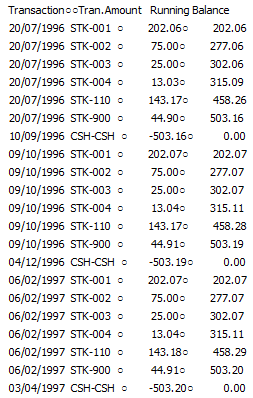 Transaction○○Tran.Amount Running Balance
20/07/1996 STK-001 ○ 202.06○ 202.06
20/07/1996 STK-002 ○ 75.00○ 277.06
20/07/1996 STK-003 ○ 25.00○ 302.06
20/07/1996 STK-004 ○ 13.03○ 315.09
20/07/1996 STK-110 ○ 143.17○ 458.26
20/07/1996 STK-900 ○ 44.90○ 503.16
10/09/1996 CSH-CSH ○ -503.16○ 0.00
09/10/1996 STK-001 ○ 202.07○ 202.07
09/10/1996 STK-002 ○ 75.00○ 277.07
09/10/1996 STK-003 ○ 25.00○ 302.07
09/10/1996 STK-004 ○ 13.04○ 315.11
09/10/1996 STK-110 ○ 143.17○ 458.28
09/10/1996 STK-900 ○ 44.91○ 503.19
04/12/1996 CSH-CSH ○ -503.19○ 0.00
06/02/1997 STK-001 ○ 202.07○ 202.07
06/02/1997 STK-002 ○ 75.00○ 277.07
06/02/1997 STK-003 ○ 25.00○ 302.07
06/02/1997 STK-004 ○ 13.04○ 315.11
06/02/1997 STK-110 ○ 143.18○ 458.29
06/02/1997 STK-900 ○ 44.91○ 503.20
03/04/1997 CSH-CSH ○ -503.20○ 0.00